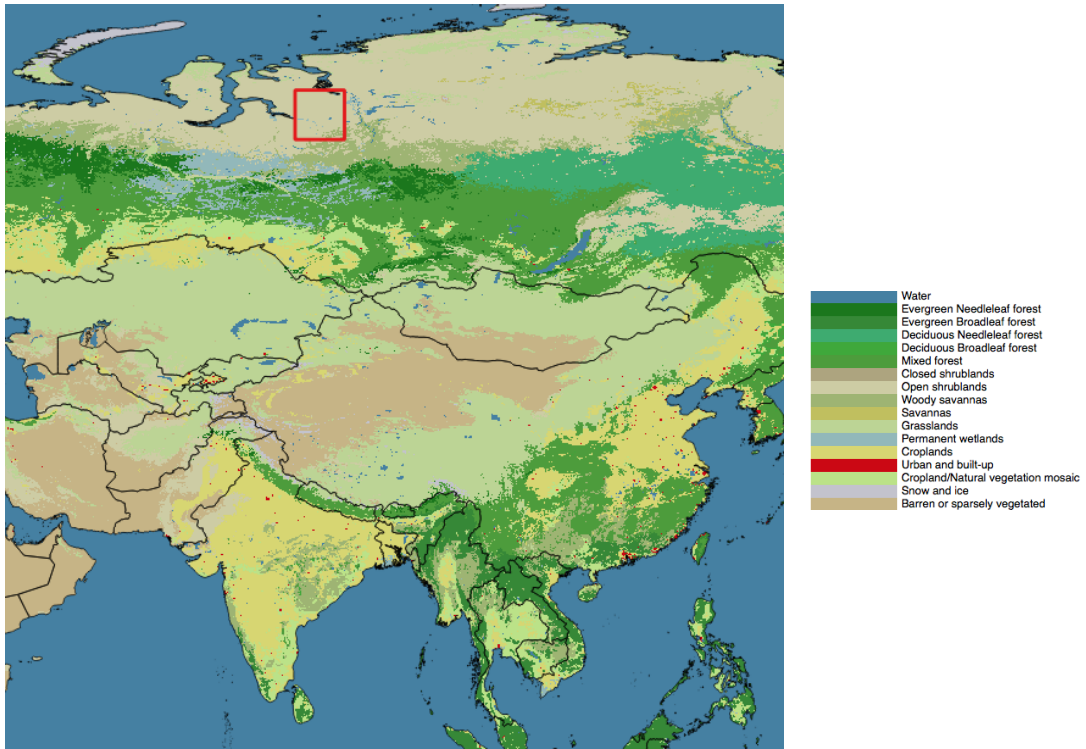 Water
Evergreen Needleleaf forest
Evergreen Broadleaf forest
Deciduous Needleleaf forest
Deciduous Broadleaf forest
Mixed forest
Closed shrublands
Open shrublands
Woody savannas
Savannas
Grasslands
Permanent wetlands
Croplands
Urban and built-up
Cropland/Natural vegetation mosaic
Snow and ice
Barren or sparsely vegetated